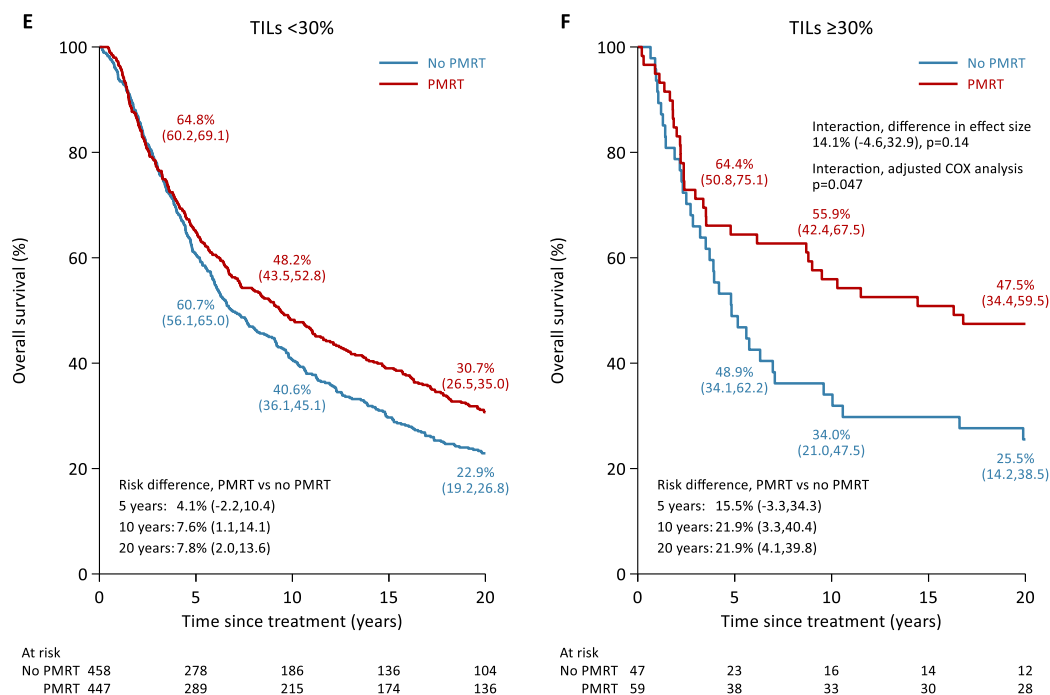 E
TILs <30%
No PMRT
PMRT
Overall survival (%)
100
80
60
40
20
0
64.8%
(60.2,69.1)
48.2%
(43.5,52.8)
60.7%
(56.1,65.0)
40.6%
(36.1,45.1)
30.7%
(26.5,35.0)
22.9%
(19.2,26.8)
Risk difference, PMRT vs no PMRT
5 years: 4.1% (-2.2,10.4)
10 years: 7.6% (1.1,14.1)
20 years: 7.8% (2.0,13.6)
0 5 10 15 20
Time since treatment (years)
At risk
No PMRT 458 278 186 136 104
PMRT 447 289 215 174 136
F
TILs ≥30%
No PMRT
PMRT
Interaction, difference in effect size
14.1% (-4.6,32.9), p=0.14
Interaction, adjusted COX analysis
p=0.047
Overall survival (%)
100
80
60
40
20
0
64.4%
(50.8,75.1)
55.9%
(42.4,67.5)
47.5%
(34.4,59.5)
48.9%
(34.1,62.2)
34.0%
(21.0,47.5)
25.5%
(14.2,38.5)
Risk difference, PMRT vs no PMRT
5 years: 15.5% (-3.3,34.3)
10 years: 21.9% (3.3,40.4)
20 years: 21.9% (4.1,39.8)
0 5 10 15 20
Time since treatment (years)
At risk
No PMRT 47 23 16 14 12
PMRT 59 38 33 30 28